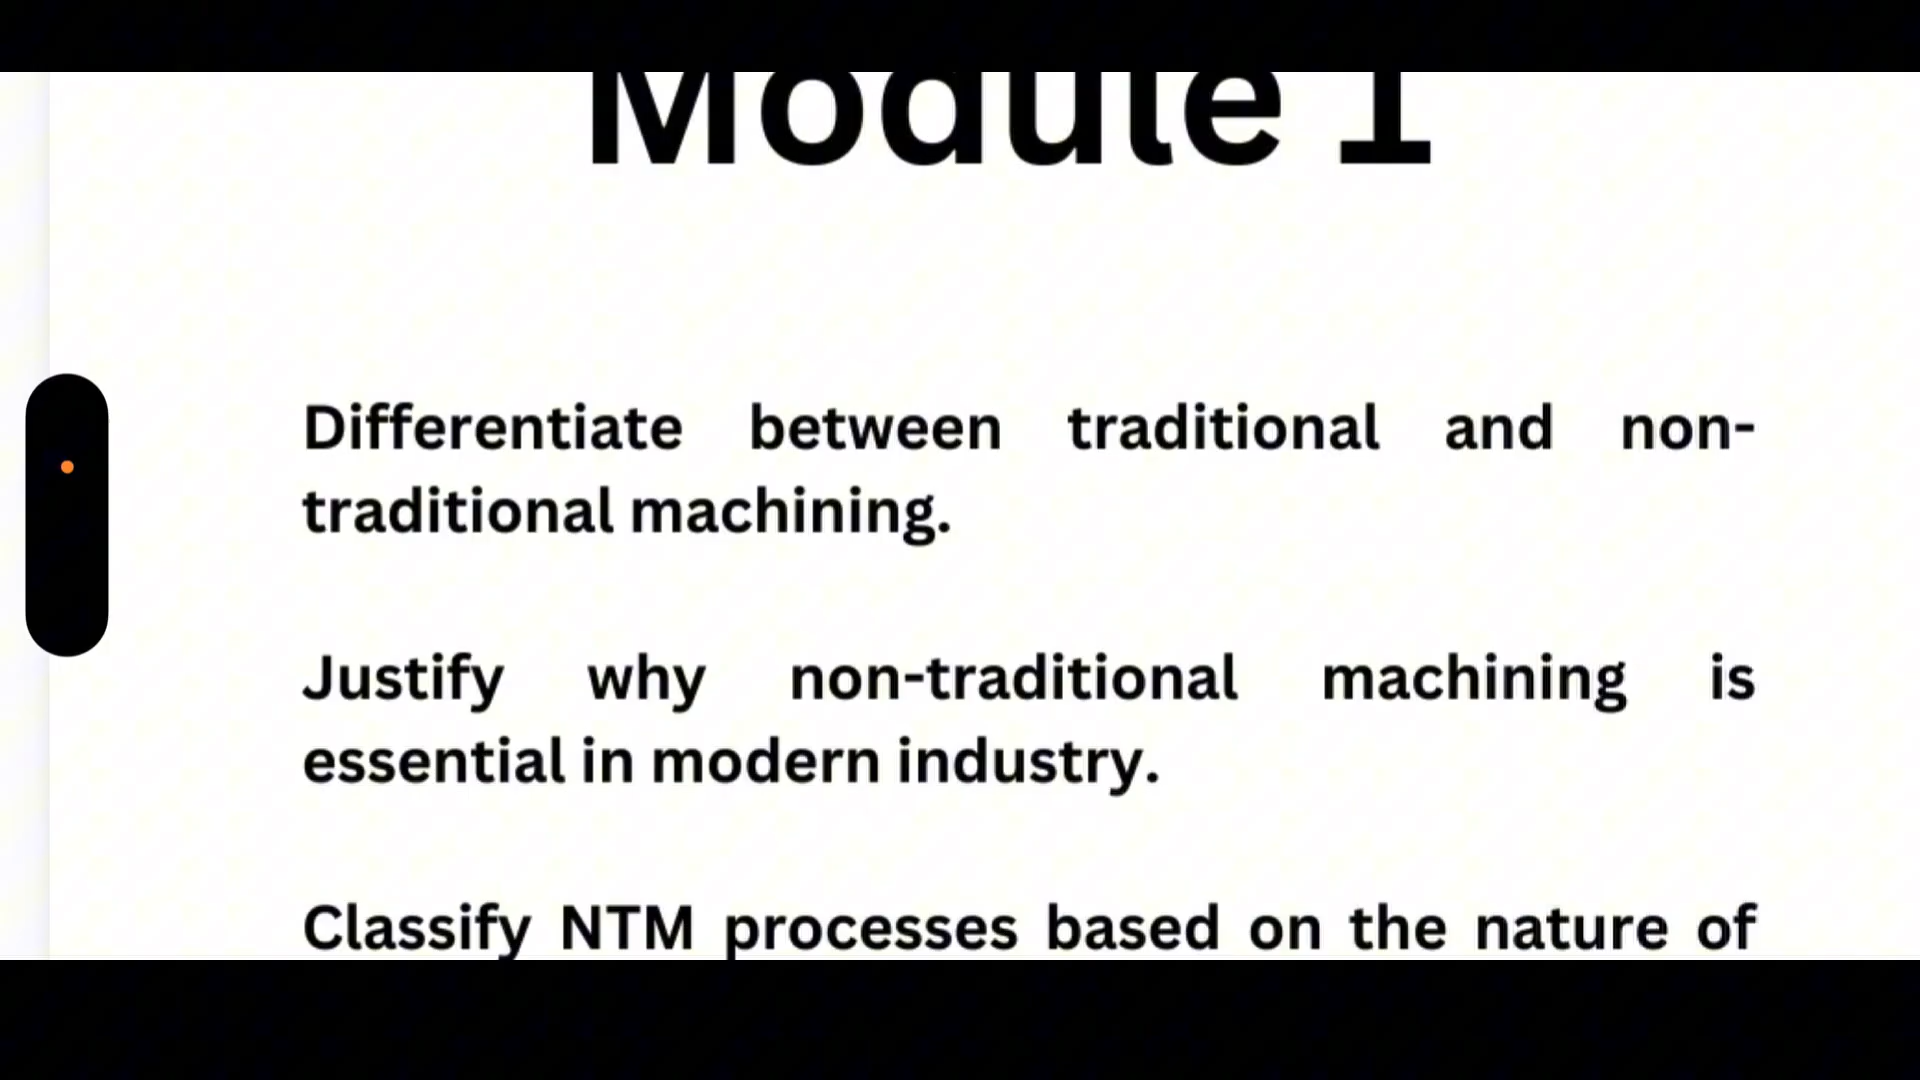 Module 1
Differentiate between traditional and non-
traditional machining.
Justify why non-traditional machining is
essential in modern industry.
Classify NTM processes based on the nature of